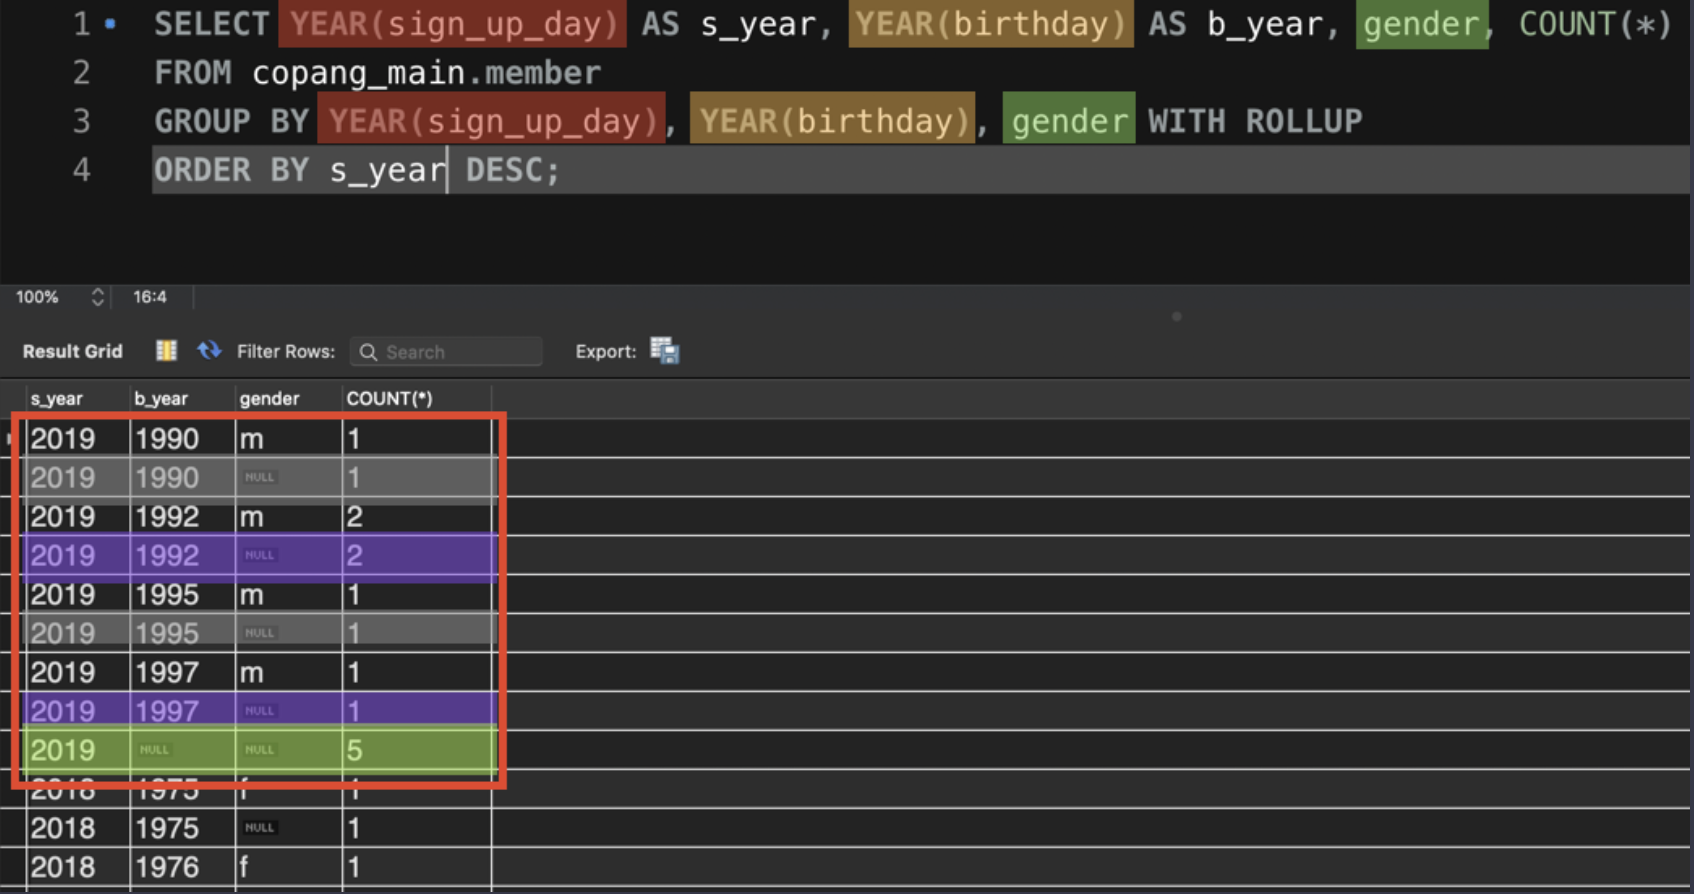 1 SELECT YEAR(sign_up_day) AS s_year, YEAR(birthday) AS b_year, gender, COUNT(*)
2 FROM copang_main.member
3 GROUP BY YEAR(sign_up_day), YEAR(birthday), gender WITH ROLLUP
4 ORDER BY s_year DESC;
100% 16:4
Result Grid Filter Rows: Search Export:
s_year b_year gender COUNT(*)
2019 1990 m 1
2019 1990 NULL 1
2019 1992 m 2
2019 1992 NULL 2
2019 1995 m 1
2019 1995 NULL 1
2019 1997 m 1
2019 1997 NULL 1
2019 NULL NULL 5
2018 1975 f 1
2018 1975 NULL 1
2018 1976 f 1